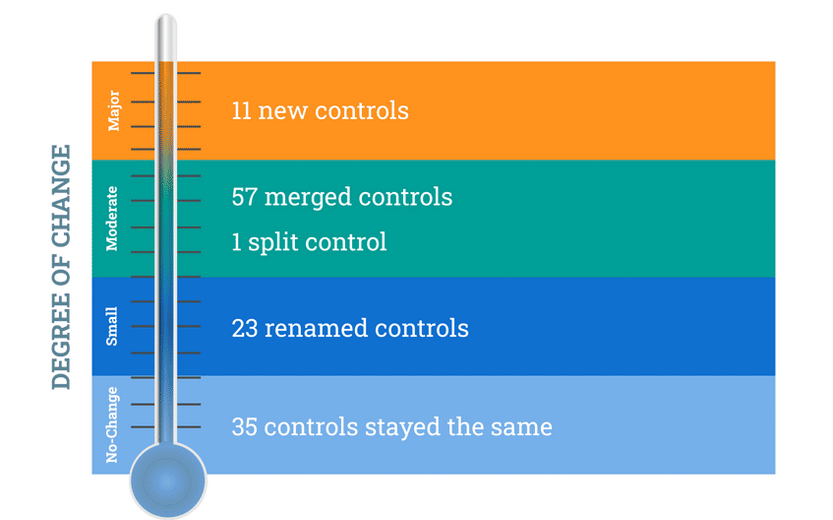 DEGREE OF CHANGE
Major
11 new controls
Moderate
57 merged controls
1 split control
Small
23 renamed controls
No-Change
35 controls stayed the same